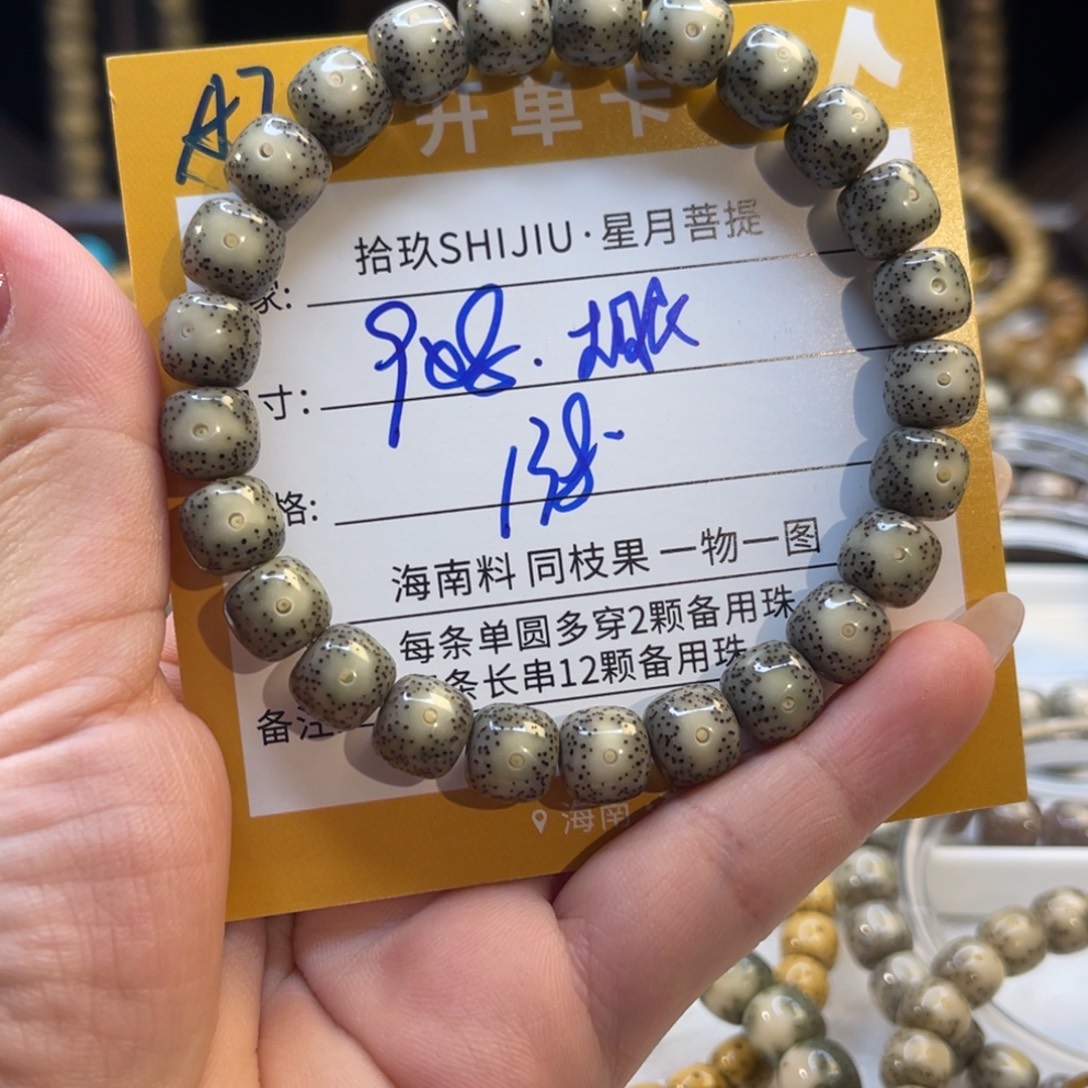 A7
开单卡
拾玖SHIJIU·星月菩提
家:
寸:
格:
海南料 同枝果 一物一图
每条单圆多穿2颗备用珠
条长串12颗备用珠
备注
海南